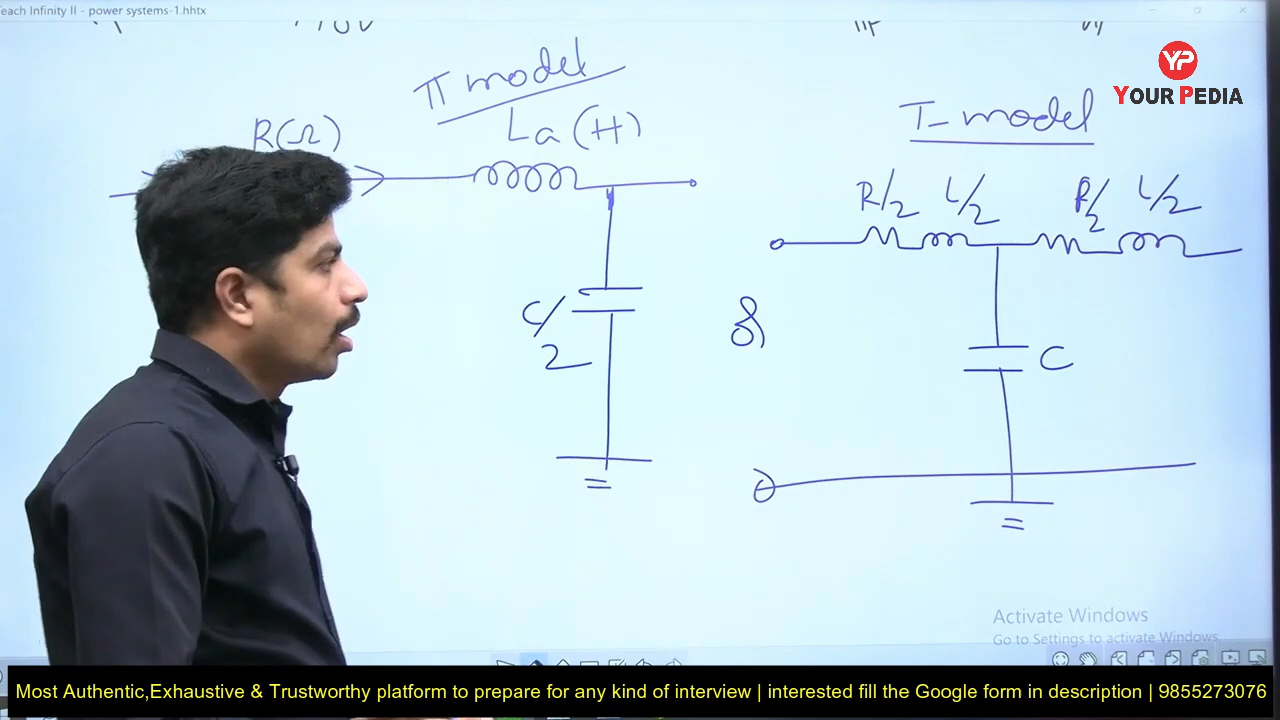 each Infinity II - power systems-1.hhtx
YP
YOUR PEDIA
π model
R(Ω)
La (H)
C/2
T-model
R/2 L/2 R/2 L/2
C
Activate Windows
Go to Settings to activate Windows.
Most Authentic,Exhaustive & Trustworthy platform to prepare for any kind of interview | interested fill the Google form in description | 9855273076